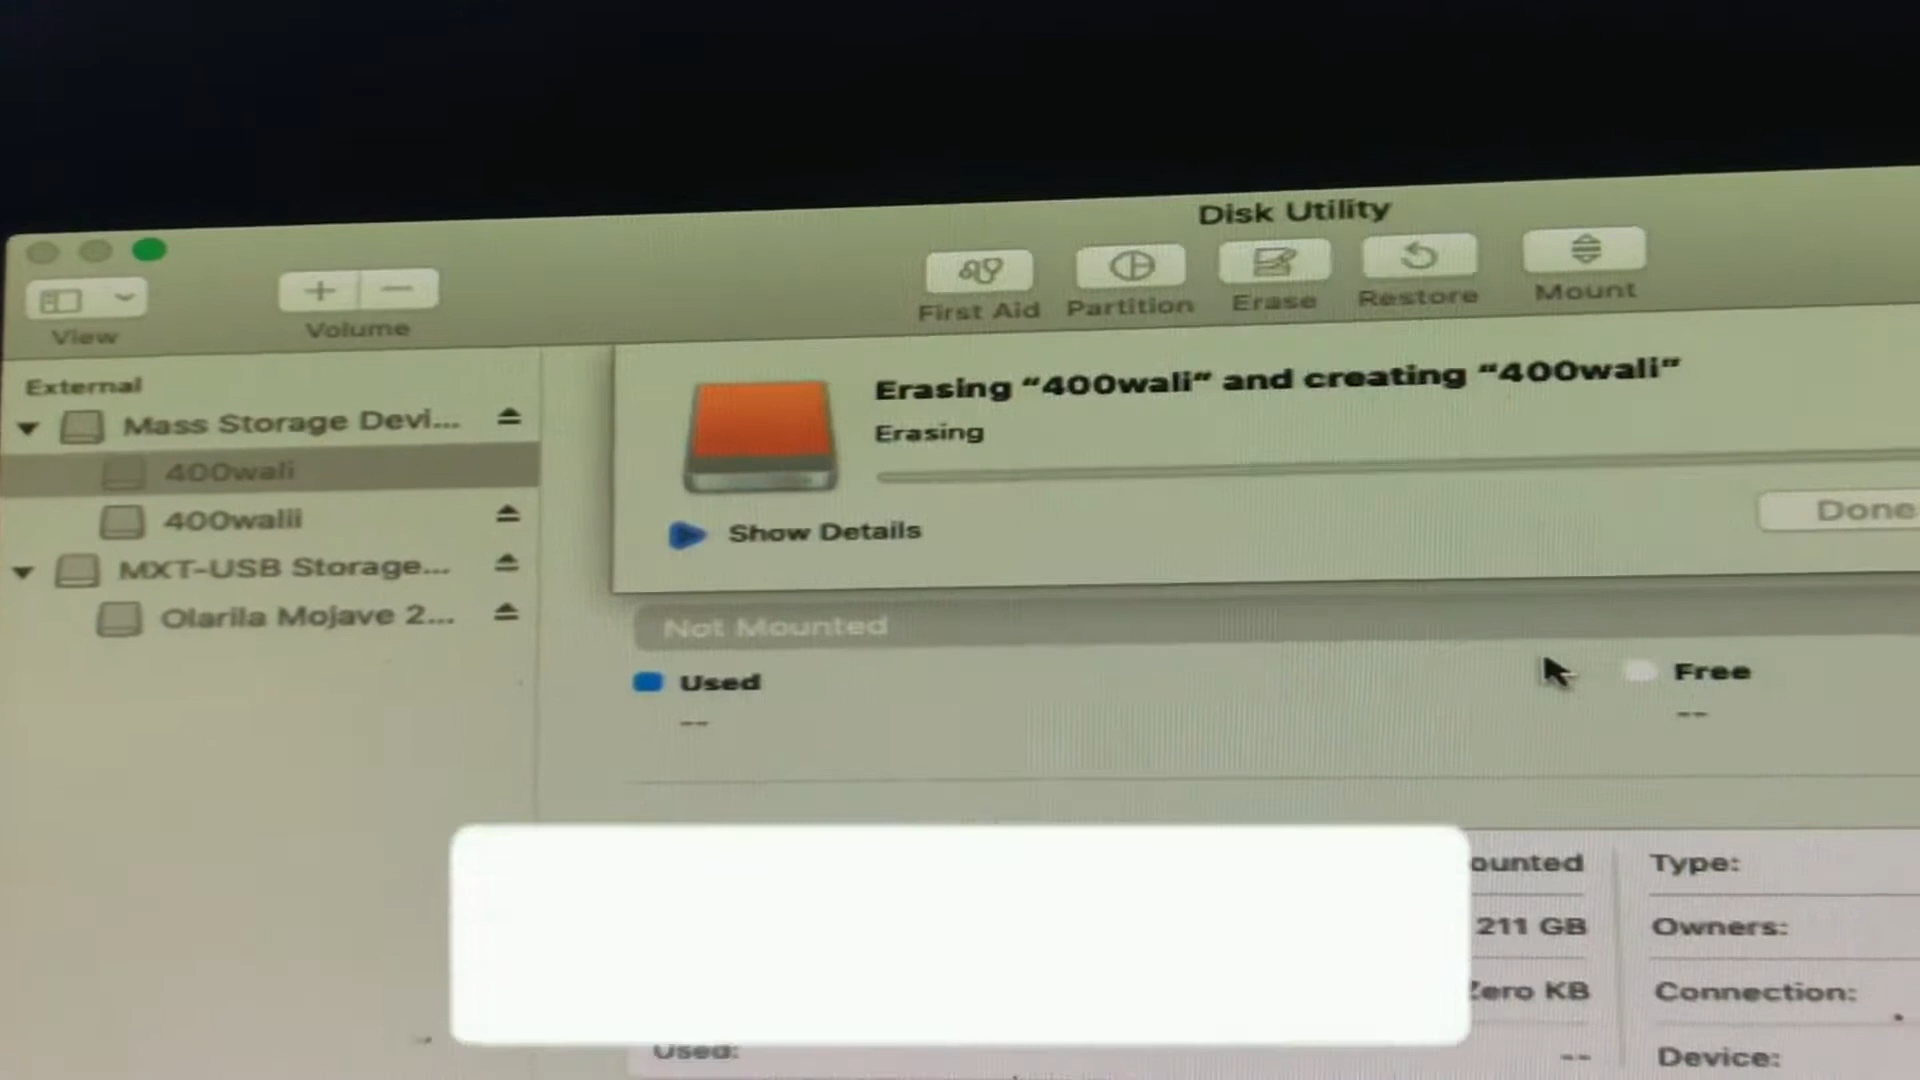 Disk Utility
View
Volume
First Aid
Partition
Erase
Restore
Mount
External
Mass Storage Devi...
400wali
400walii
MXT-USB Storage...
Olarila Mojave 2...
Erasing “400wali” and creating “400wali”
Erasing
Show Details
Done
Not Mounted
Used
--
Free
--
ounted
Type:
211 GB
Owners:
Zero KB
Connection:
Used:
--
Device: